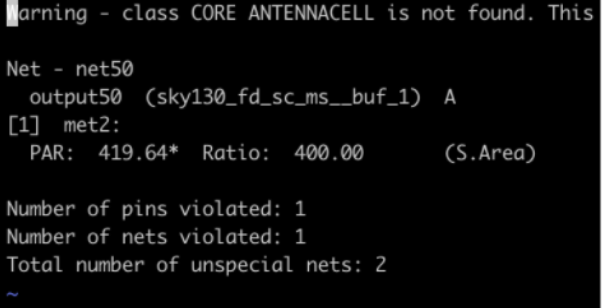 Warning - class CORE ANTENNACELL is not found. This
Net - net50
output50 (sky130_fd_sc_ms__buf_1) A
[1] met2:
PAR: 419.64* Ratio: 400.00 (S.Area)
Number of pins violated: 1
Number of nets violated: 1
Total number of unspecial nets: 2
~